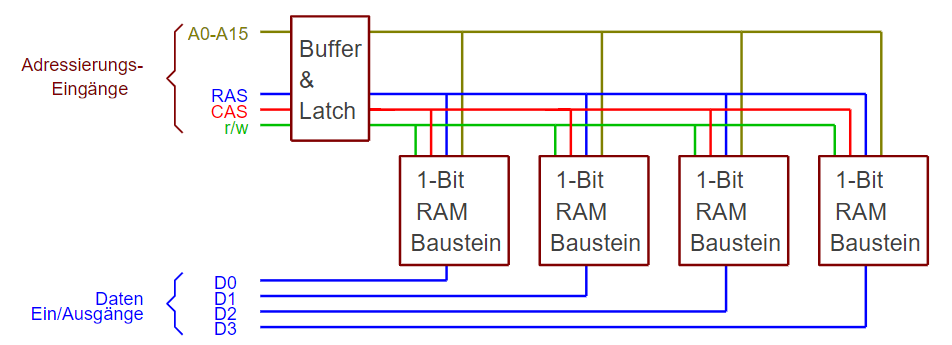 A0-A15
Adressierungs-
Eingänge
RAS
CAS
r/w
Buffer
&
Latch
1-Bit
RAM
Baustein
1-Bit
RAM
Baustein
1-Bit
RAM
Baustein
1-Bit
RAM
Baustein
Daten
Ein/Ausgänge
D0
D1
D2
D3